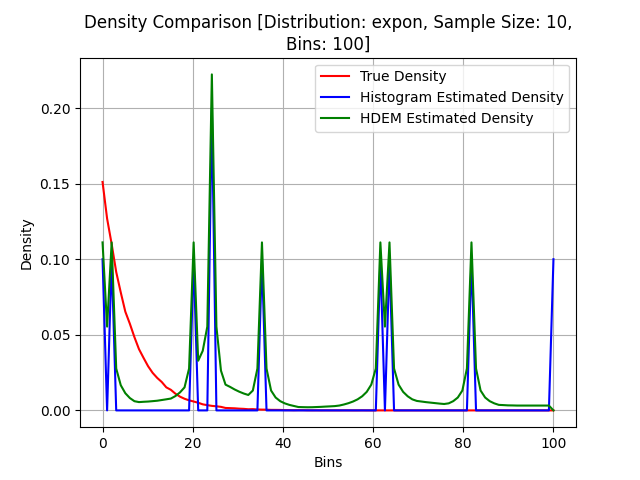 Density Comparison [Distribution: expon, Sample Size: 10,
Bins: 100]
True Density
Histogram Estimated Density
HDEM Estimated Density
Density
0.20
0.15
0.10
0.05
0.00
0 20 40 60 80 100
Bins